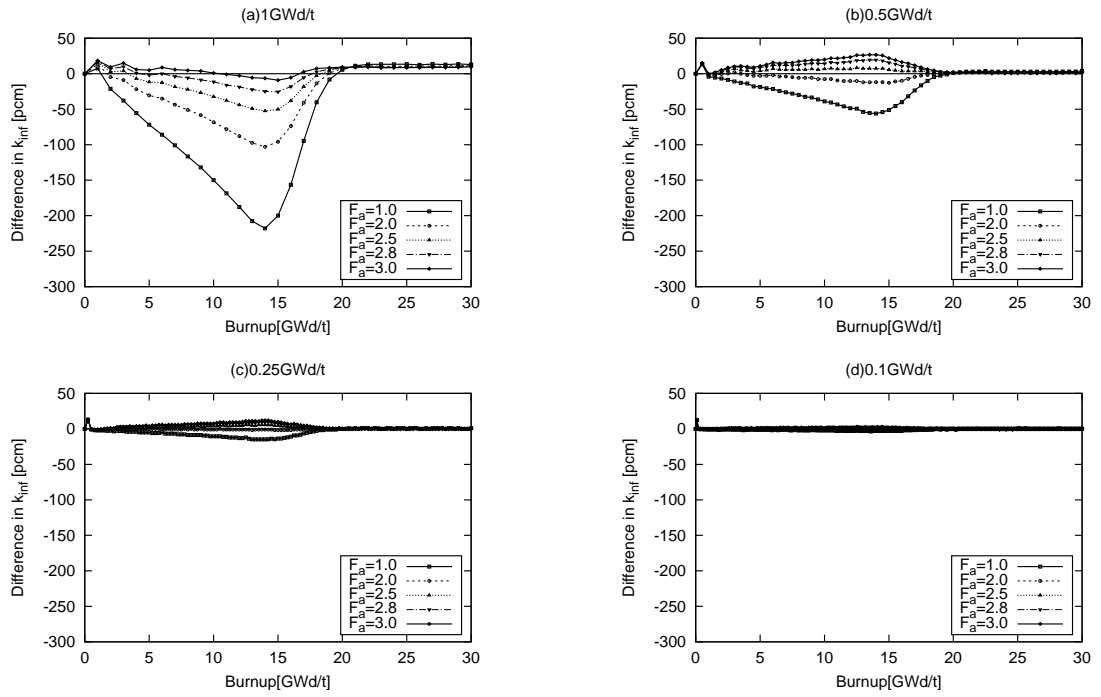 (a)1GWd/t
Difference in k_inf [pcm]
50
0
-50
-100
-150
-200
-250
-300
F_a=1.0
F_a=2.0
F_a=2.5
F_a=2.8
F_a=3.0
0 5 10 15 20 25 30
Burnup[GWd/t]
(b)0.5GWd/t
Difference in k_inf [pcm]
50
0
-50
-100
-150
-200
-250
-300
F_a=1.0
F_a=2.0
F_a=2.5
F_a=2.8
F_a=3.0
0 5 10 15 20 25 30
Burnup[GWd/t]
(c)0.25GWd/t
Difference in k_inf [pcm]
50
0
-50
-100
-150
-200
-250
-300
F_a=1.0
F_a=2.0
F_a=2.5
F_a=2.8
F_a=3.0
0 5 10 15 20 25 30
Burnup[GWd/t]
(d)0.1GWd/t
Difference in k_inf [pcm]
50
0
-50
-100
-150
-200
-250
-300
F_a=1.0
F_a=2.0
F_a=2.5
F_a=2.8
F_a=3.0
0 5 10 15 20 25 30
Burnup[GWd/t]